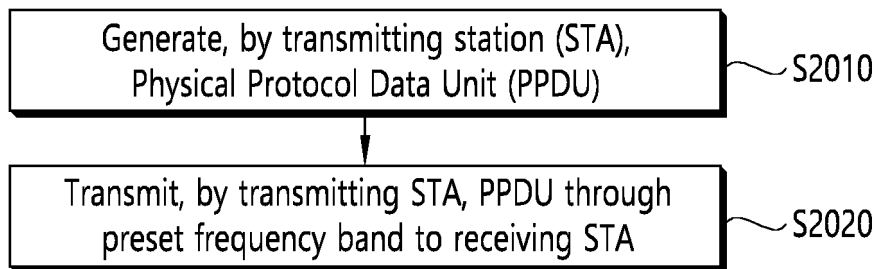 Generate, by transmitting station (STA),
Physical Protocol Data Unit (PPDU)
S2010
Transmit, by transmitting STA, PPDU through
preset frequency band to receiving STA
S2020